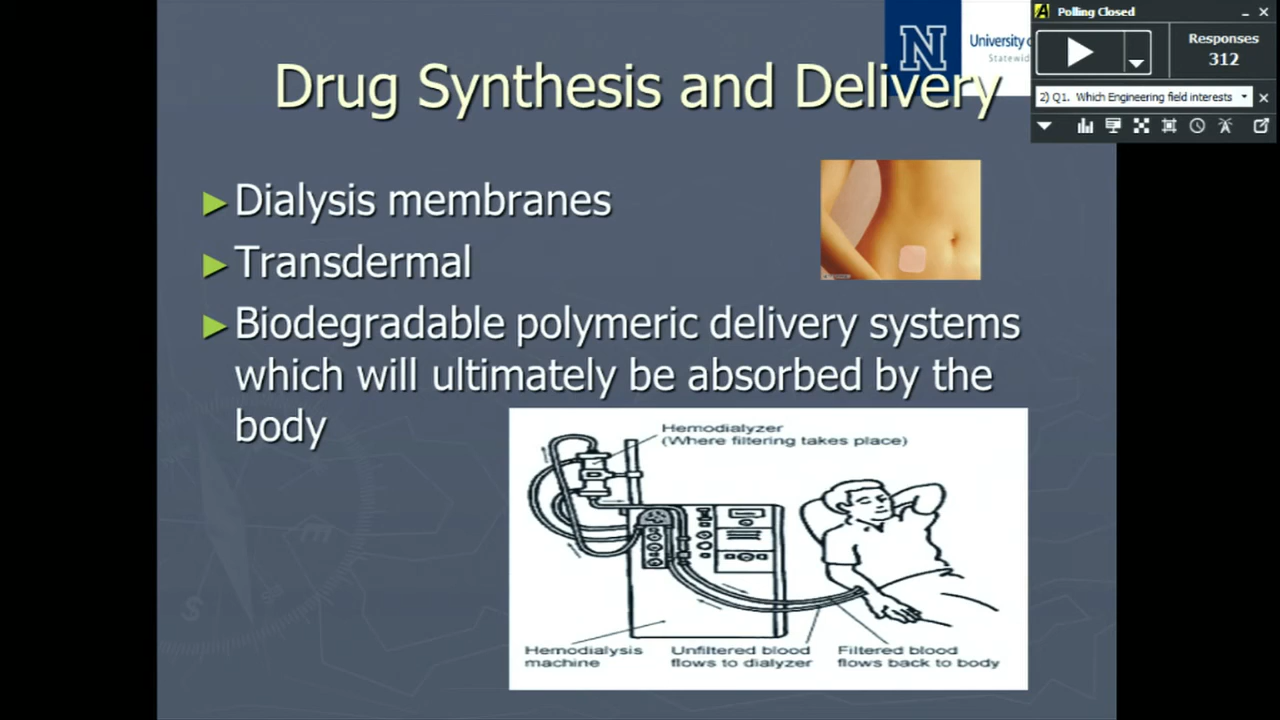 Polling Closed
Responses
312
2) Q1. Which Engineering field interests
N
University
Statewid
Drug Synthesis and Delivery
Dialysis membranes
Transdermal
Biodegradable polymeric delivery systems
which will ultimately be absorbed by the
body
Hemodialyzer
(Where filtering takes place)
Hemodialysis
machine
Unfiltered blood
flows to dialyzer
Filtered blood
flows back to body